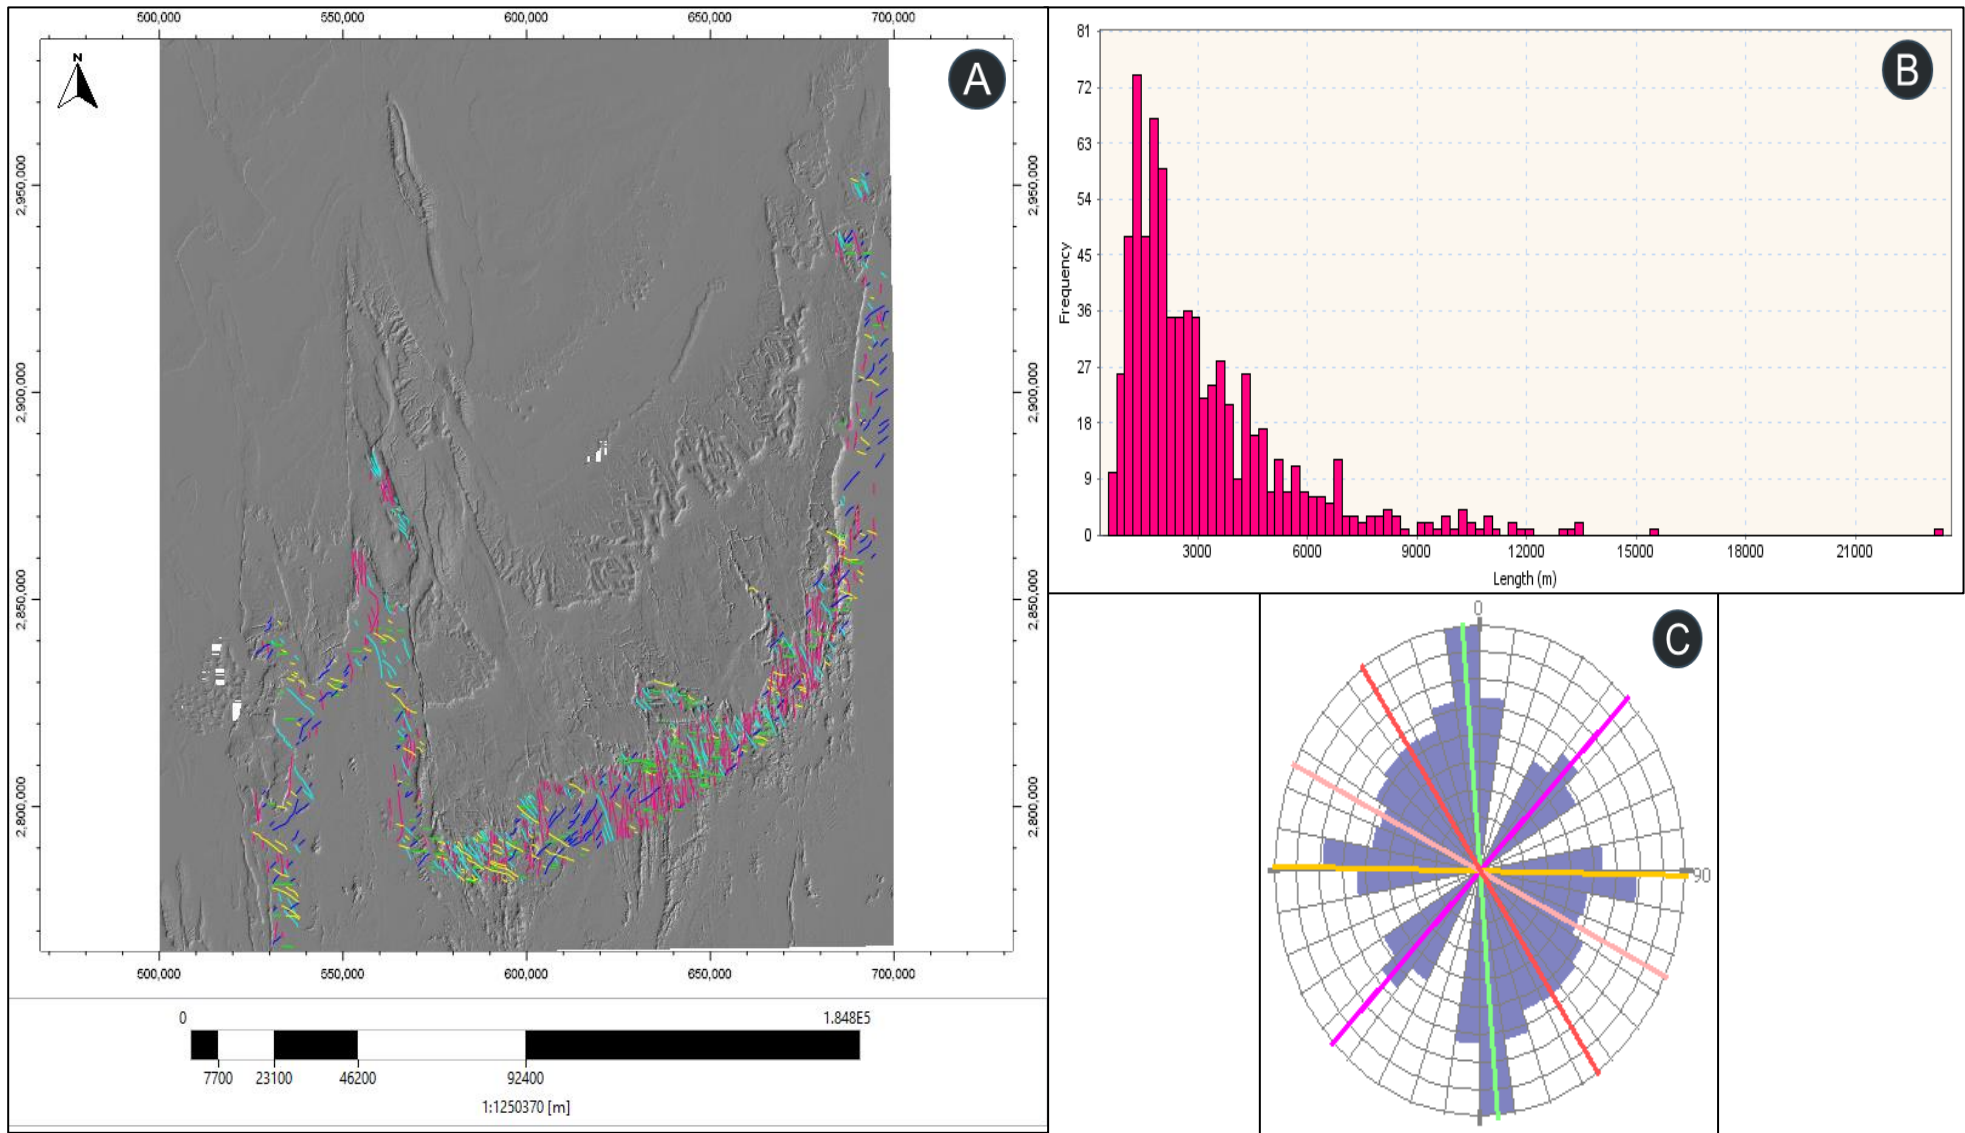 500,000 550,000 600,000 650,000 700,000
N
A
2,950,000 2,950,000
2,900,000 2,900,000
2,850,000 2,850,000
2,800,000 2,800,000
500,000 550,000 600,000 650,000 700,000
0 1.848E5
7700 23100 46200 92400
1:1250370 [m]
B
81
72
63
54
45
36
27
18
9
0
Frequency
3000 6000 9000 12000 15000 18000 21000
Length (m)
C
0
90